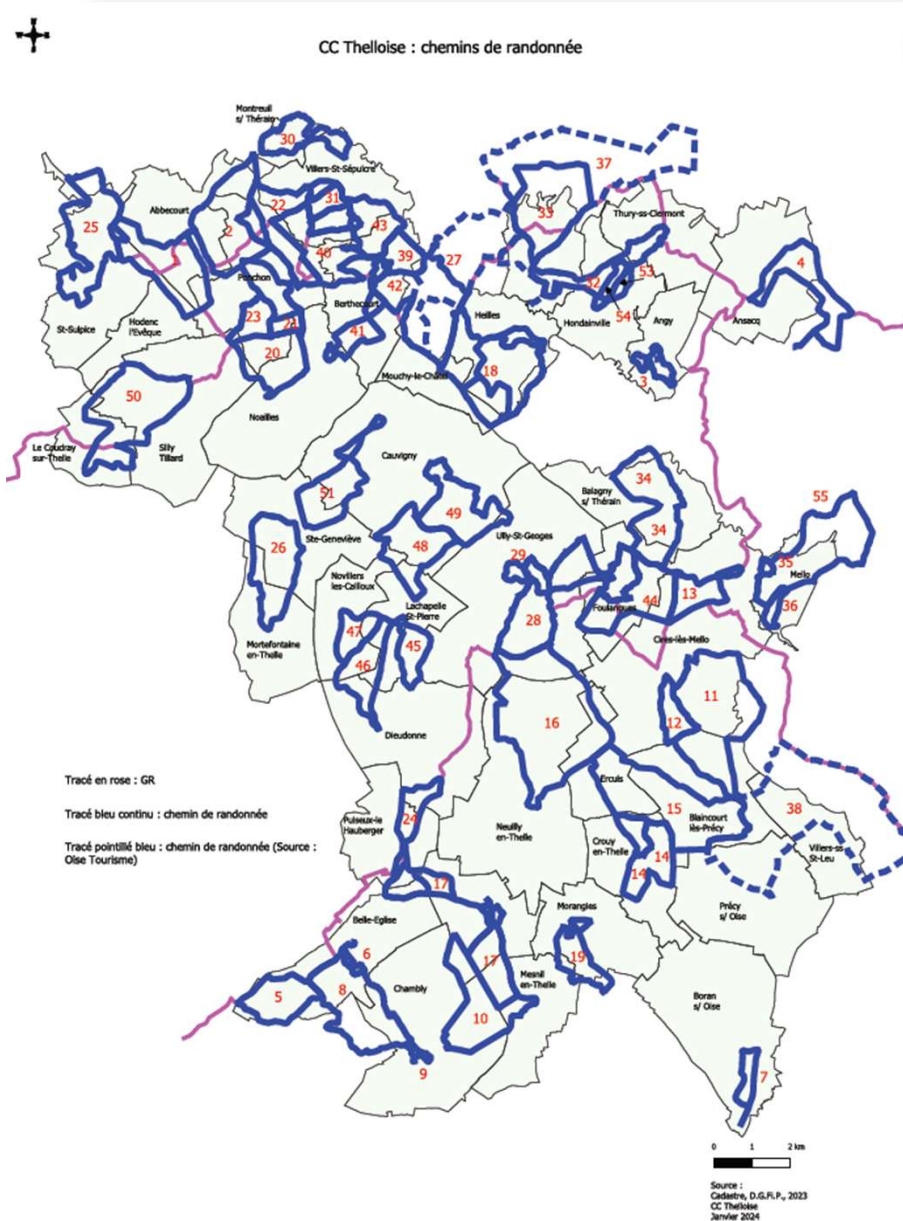 CC Thelloise : chemins de randonnée
Montreuil
s/ Thérain
30
Villers-St-Sépulcre
37
Abbecourt
22
31
33
Thury-ss-Clermont
25
2
43
40
39
27
4
Ponchon
32
53
42
Berthecourt
23
21
Heilles
54
St-Sulpice
Hodenc
l'Evêque
41
Hondainville
Angy
Ansacq
20
Mouchy-le-Châtel
18
3
50
Noailles
Le Coudray
sur-Thelle
Silly
Tillard
Cauvigny
51
Balagny
s/ Thérain
34
55
49
34
26
Ste-Geneviève
48
Ully-St-Geoges
29
35
Mello
Novillers
les-Cailloux
Lachapelle
St-Pierre
28
Foulangues
44
13
36
47
Mortefontaine
en-Thelle
45
Cires-lès-Mello
46
11
16
12
Dieudonne
Ercuis
Tracé en rose : GR
15
38
Tracé bleu continu : chemin de randonnée
Puiseux-le
Hauberger
24
Neuilly
en-Thelle
Blaincourt
lès-Précy
Crouy
en-Thelle
14
Villers-ss
St-Leu
Tracé pointillé bleu : chemin de randonnée (Source :
Oise Tourisme)
14
17
Morangles
Précy
s/ Oise
Belle-Eglise
6
17
19
Mesnil
en-Thelle
5
8
Chambly
10
Boran
s/ Oise
9
7
0 1 2 km
Source :
Cadastre, D.G.Fi.P., 2023
CC Thelloise
Janvier 2024